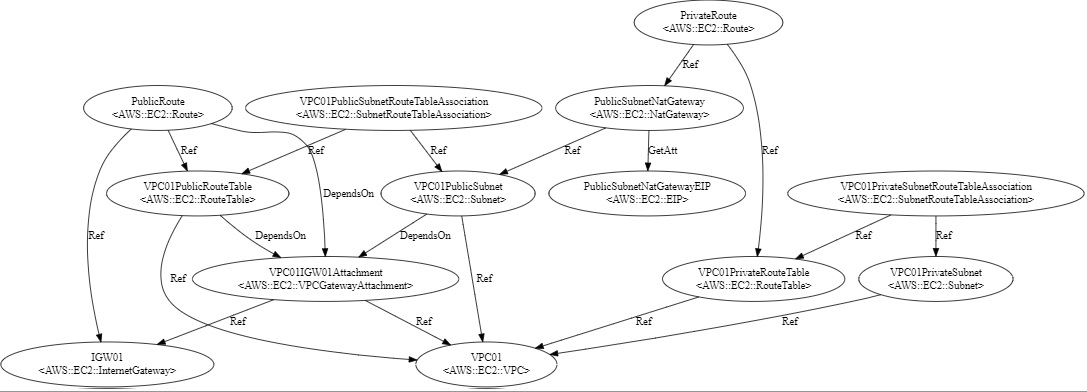 PrivateRoute
<AWS::EC2::Route>
Ref
PublicRoute
<AWS::EC2::Route>
VPC01PublicSubnetRouteTableAssociation
<AWS::EC2::SubnetRouteTableAssociation>
PublicSubnetNatGateway
<AWS::EC2::NatGateway>
Ref
Ref
Ref
Ref
GetAtt
Ref
VPC01PublicRouteTable
<AWS::EC2::RouteTable>
DependsOn
VPC01PublicSubnet
<AWS::EC2::Subnet>
PublicSubnetNatGatewayEIP
<AWS::EC2::EIP>
VPC01PrivateSubnetRouteTableAssociation
<AWS::EC2::SubnetRouteTableAssociation>
Ref
DependsOn
DependsOn
Ref
Ref
Ref
VPC01IGW01Attachment
<AWS::EC2::VPCGatewayAttachment>
Ref
VPC01PrivateRouteTable
<AWS::EC2::RouteTable>
VPC01PrivateSubnet
<AWS::EC2::Subnet>
Ref
Ref
Ref
Ref
IGW01
<AWS::EC2::InternetGateway>
VPC01
<AWS::EC2::VPC>